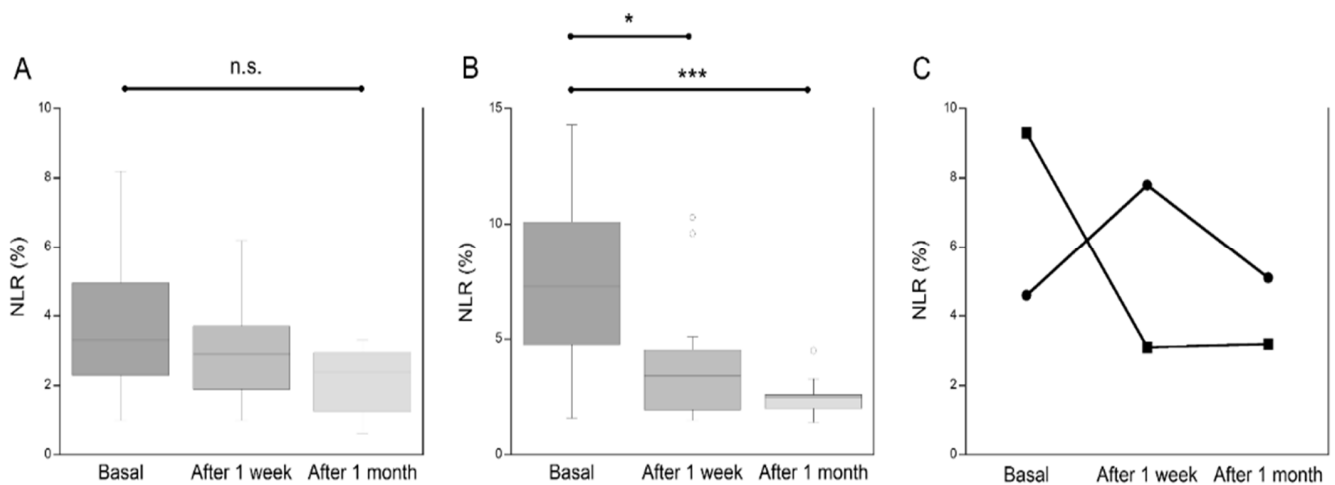 A
n.s.
NLR (%)
10
8
6
4
2
0
Basal
After 1 week
After 1 month
B
*
***
NLR (%)
15
10
5
0
Basal
After 1 week
After 1 month
C
NLR (%)
10
8
6
4
2
0
Basal
After 1 week
After 1 month